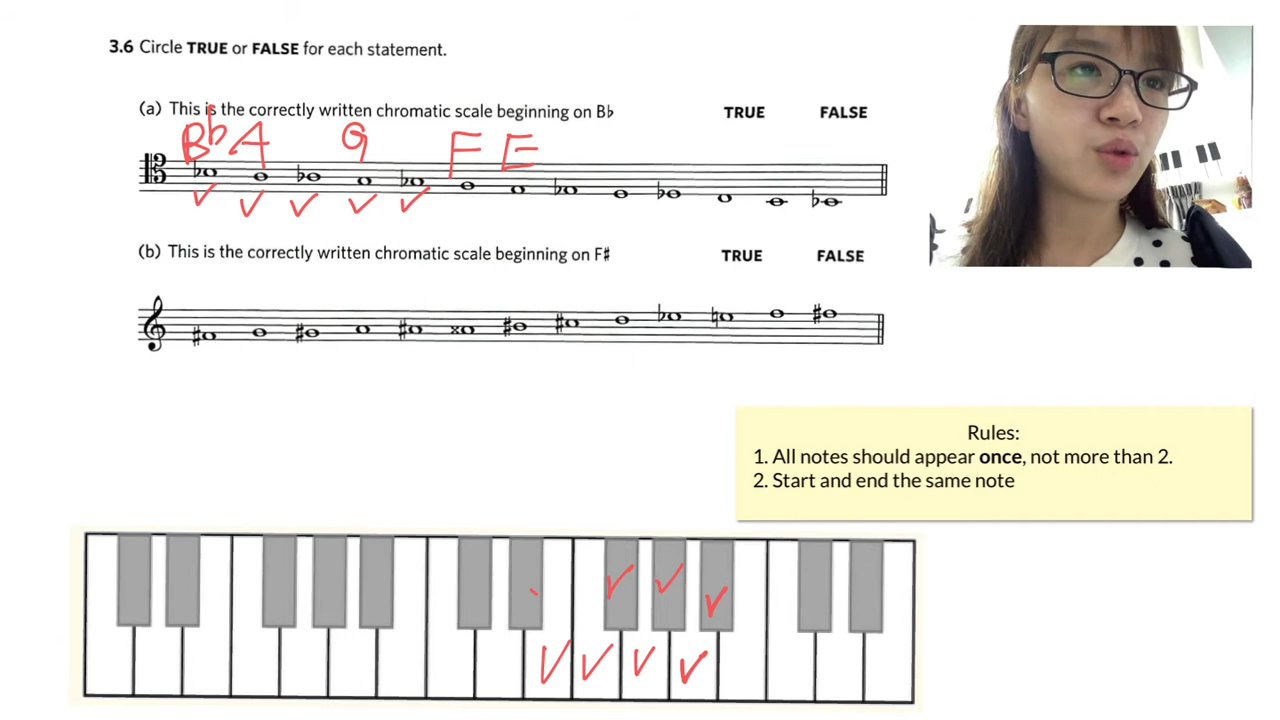 3.6 Circle TRUE or FALSE for each statement.
(a) This is the correctly written chromatic scale beginning on B♭ TRUE FALSE
B♭ A G F E
(b) This is the correctly written chromatic scale beginning on F♯ TRUE FALSE
Rules:
1. All notes should appear once, not more than 2.
2. Start and end the same note